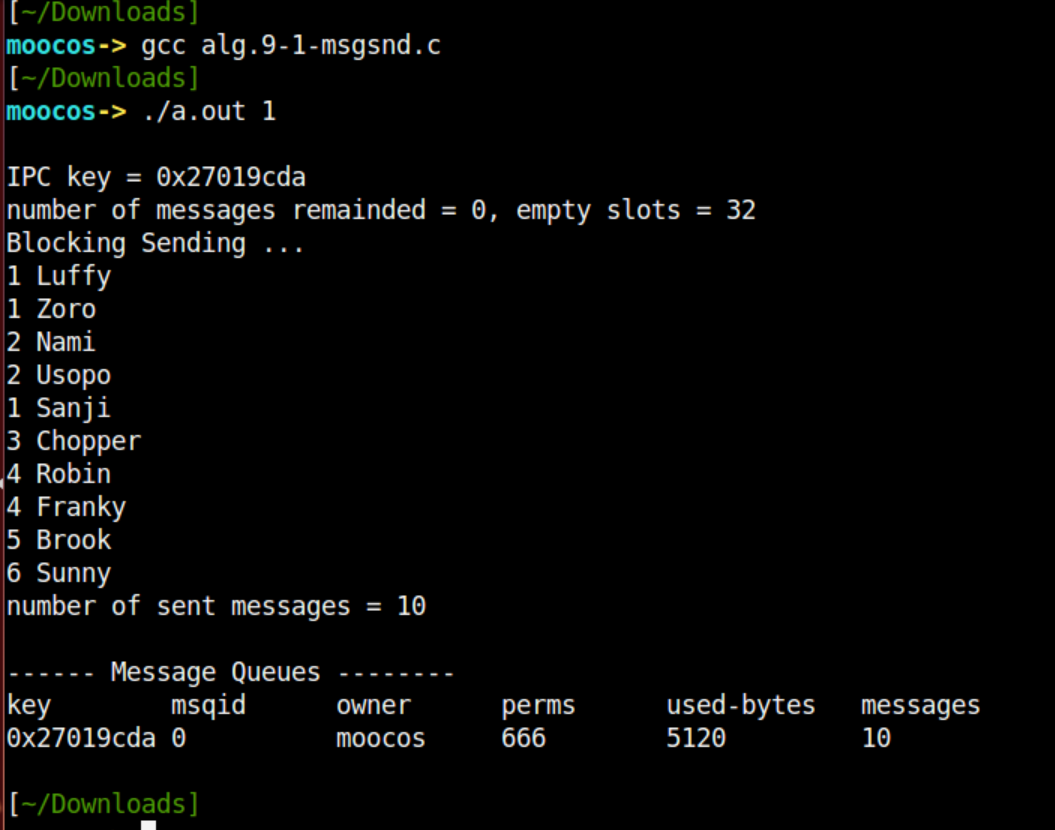 [~/Downloads]
moocos-> gcc alg.9-1-msgsnd.c
[~/Downloads]
moocos-> ./a.out 1
IPC key = 0x27019cda
number of messages remainded = 0, empty slots = 32
Blocking Sending ...
1 Luffy
1 Zoro
2 Nami
2 Usopo
1 Sanji
3 Chopper
4 Robin
4 Franky
5 Brook
6 Sunny
number of sent messages = 10
------ Message Queues --------
key        msqid      owner      perms      used-bytes   messages
0x27019cda 0          moocos     666        5120         10
[~/Downloads]